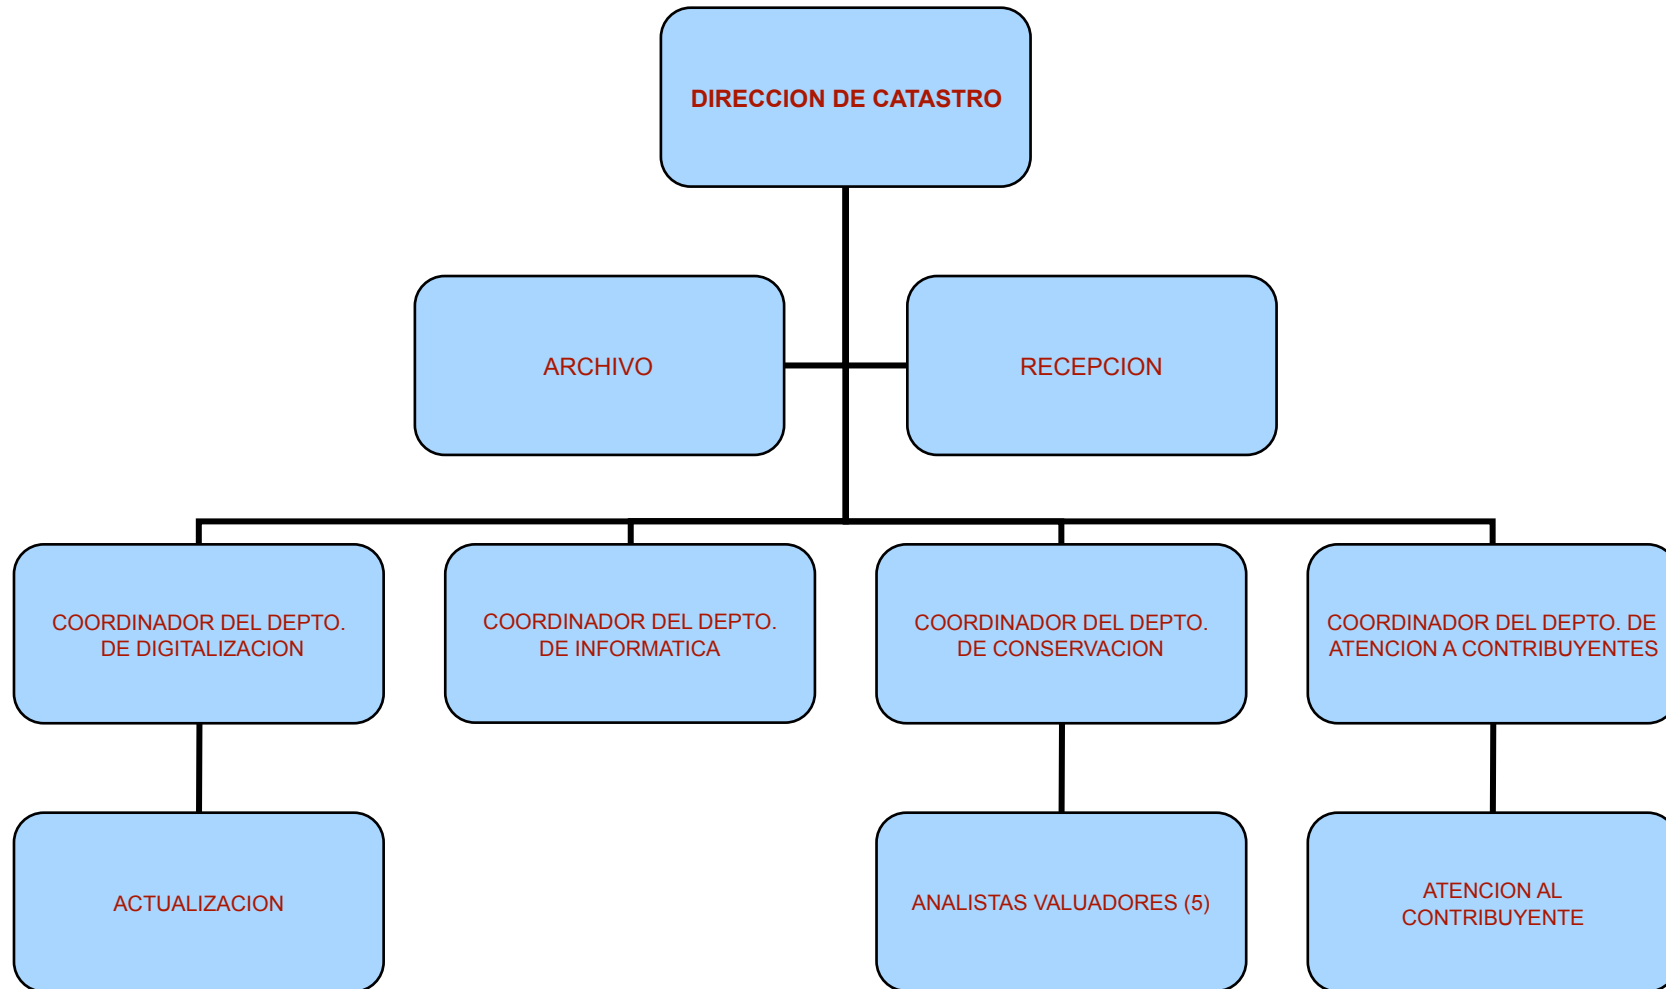 DIRECCION DE CATASTRO
ARCHIVO
RECEPCION
COORDINADOR DEL DEPTO.
DE DIGITALIZACION
COORDINADOR DEL DEPTO.
DE INFORMATICA
COORDINADOR DEL DEPTO.
DE CONSERVACION
COORDINADOR DEL DEPTO. DE
ATENCION A CONTRIBUYENTES
ACTUALIZACION
ANALISTAS VALUADORES (5)
ATENCION AL
CONTRIBUYENTE